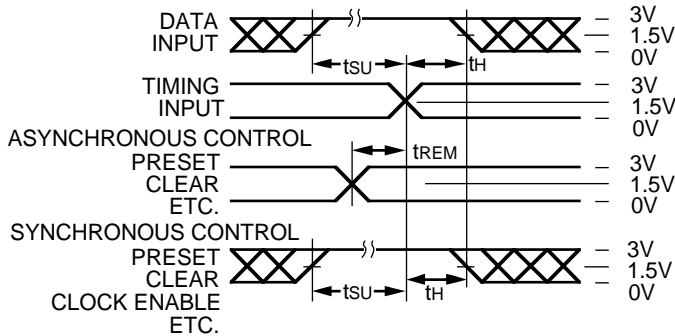 DATA INPUT
3V
1.5V
0V
tSU
tH
TIMING INPUT
3V
1.5V
0V
ASYNCHRONOUS CONTROL
tREM
PRESET
CLEAR
ETC.
3V
1.5V
0V
SYNCHRONOUS CONTROL
PRESET
CLEAR
CLOCK ENABLE
ETC.
3V
1.5V
0V
tSU
tH